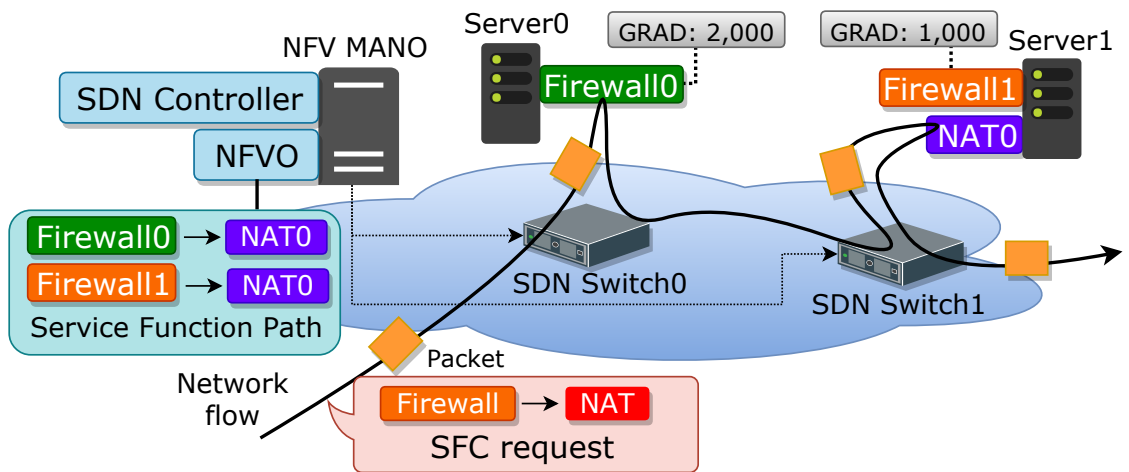 NFV MANO
SDN Controller
NFVO
Server0
GRAD: 2,000
Firewall0
GRAD: 1,000
Server1
Firewall1
NAT0
Firewall0 NAT0
Firewall1 NAT0
Service Function Path
SDN Switch0
SDN Switch1
Packet
Network
flow
Firewall NAT
SFC request